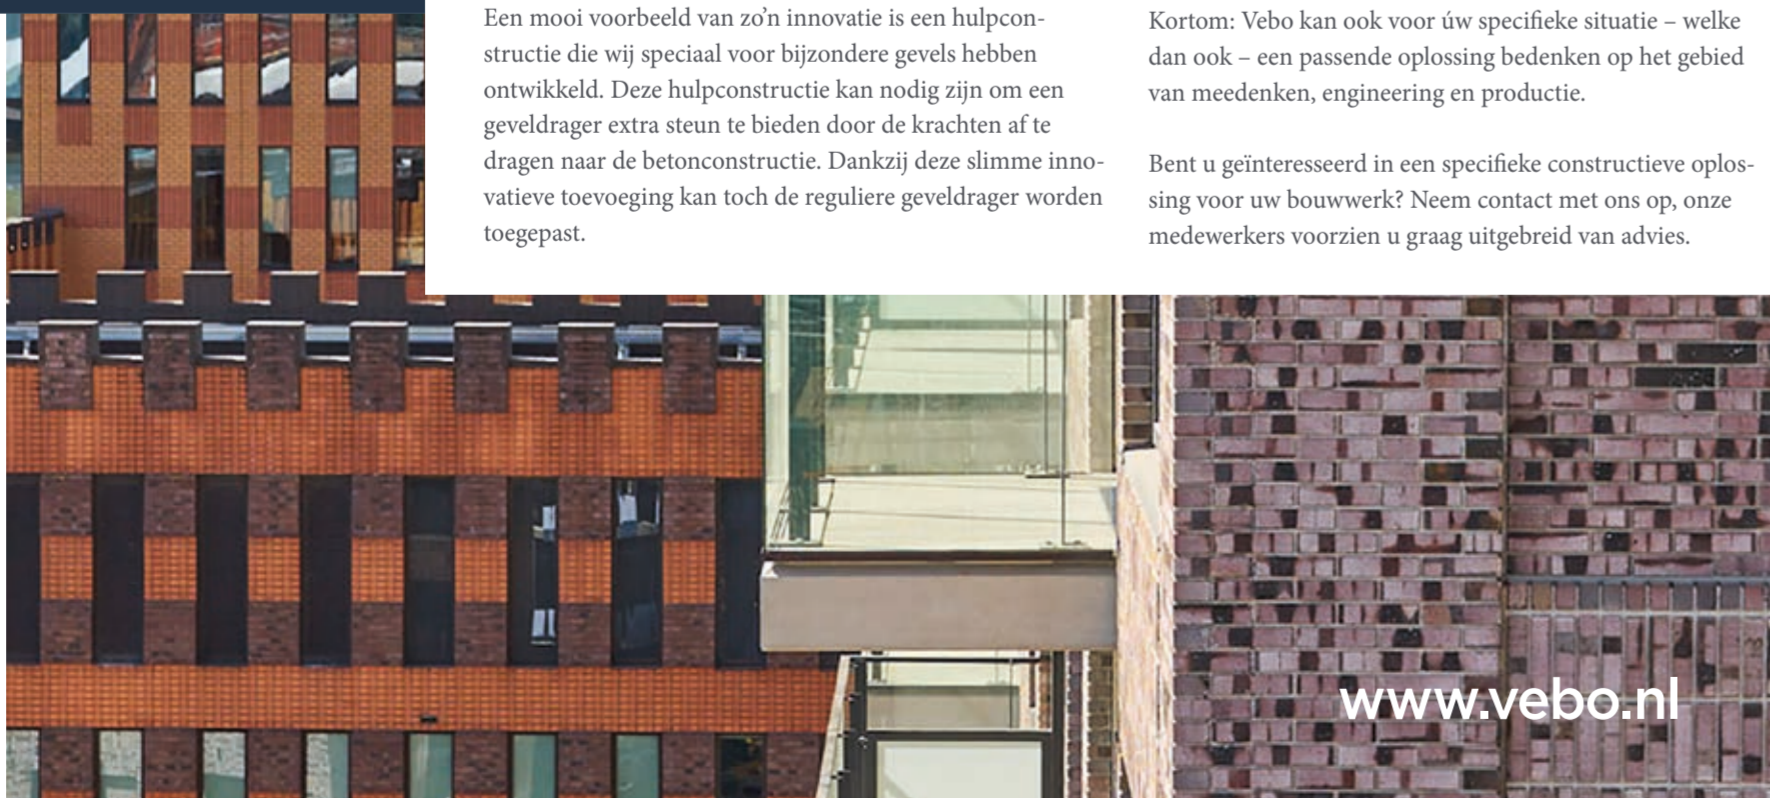 Een mooi voorbeeld van zo’n innovatie is een hulpcon-
structie die wij speciaal voor bijzondere gevels hebben
ontwikkeld. Deze hulpconstructie kan nodig zijn om een
geveldrager extra steun te bieden door de krachten af te
dragen naar de betonconstructie. Dankzij deze slimme inno-
vatieve toevoeging kan toch de reguliere geveldrager worden
toegepast.
Kortom: Vebo kan ook voor úw specifieke situatie – welke
dan ook – een passende oplossing bedenken op het gebied
van meedenken, engineering en productie.
Bent u geïnteresseerd in een specifieke constructieve oplos-
sing voor uw bouwwerk? Neem contact met ons op, onze
medewerkers voorzien u graag uitgebreid van advies.
www.vebo.nl